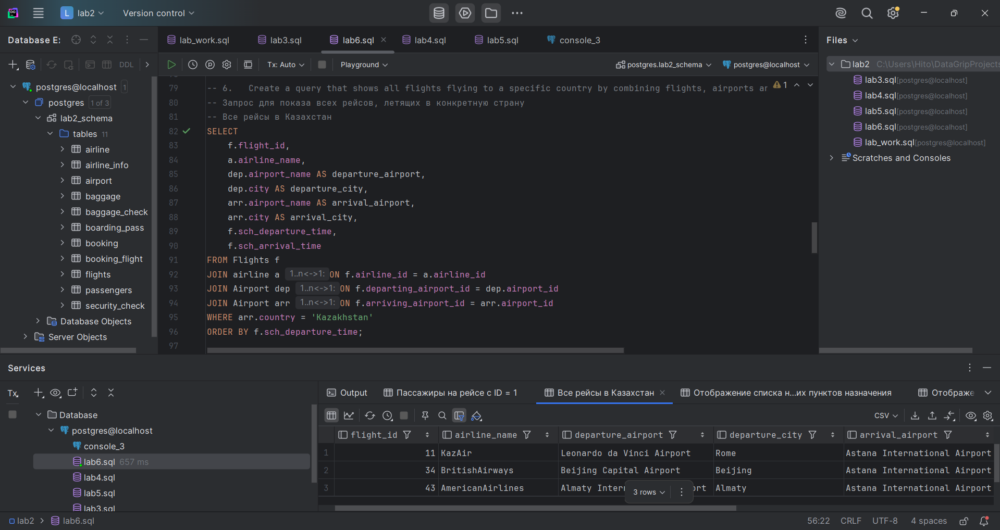 L lab2
Version control
Database Ex
lab_work.sql
lab3.sql
lab6.sql
lab4.sql
lab5.sql
console_3
Files
DDL
Tx: Auto
Playground
postgres.lab2_schema
postgres@localhost
lab2 C:\Users\Hito\DataGripProjects
postgres@localhost 1
postgres 1 of 3
lab2_schema
tables 11
airline
airline_info
airport
baggage
baggage_check
boarding_pass
booking
booking_flight
flights
passengers
security_check
Database Objects
Server Objects
79 -- 6. Create a query that shows all flights flying to a specific country by combining flights, airports ar
1
80 -- Запрос для показа всех рейсов, летящих в конкретную страну
81 -- Все рейсы в Казахстан
82 SELECT
83 f.flight_id,
84 a.airline_name,
85 dep.airport_name AS departure_airport,
86 dep.city AS departure_city,
87 arr.airport_name AS arrival_airport,
88 arr.city AS arrival_city,
89 f.sch_departure_time,
90 f.sch_arrival_time
91 FROM Flights f
92 JOIN airline a 1..n<->1: ON f.airline_id = a.airline_id
93 JOIN Airport dep 1..n<->1: ON f.departing_airport_id = dep.airport_id
94 JOIN Airport arr 1..n<->1: ON f.arriving_airport_id = arr.airport_id
95 WHERE arr.country = 'Kazakhstan'
96 ORDER BY f.sch_departure_time;
97
lab3.sql [postgres@localhost]
lab4.sql [postgres@localhost]
lab5.sql [postgres@localhost]
lab6.sql [postgres@localhost]
lab_work.sql [postgres@localhost]
Scratches and Consoles
Services
Tx
Database
postgres@localhost
console_3
lab6.sql 657 ms
lab4.sql
lab5.sql
lab3.sql
Output
Пассажиры на рейсе с ID = 1
Все рейсы в Казахстан
Отображение списка н...их пунктов назначения
Отображе
CSV
flight_id airline_name departure_airport departure_city arrival_airport
1 11 KazAir Leonardo da Vinci Airport Rome Astana International Airport
2 34 BritishAirways Beijing Capital Airport Beijing Astana International Airport
3 43 AmericanAirlines Almaty Inter rt Almaty Astana International Airport
3 rows
lab2 > lab6.sql
56:22 CRLF UTF-8 4 spaces